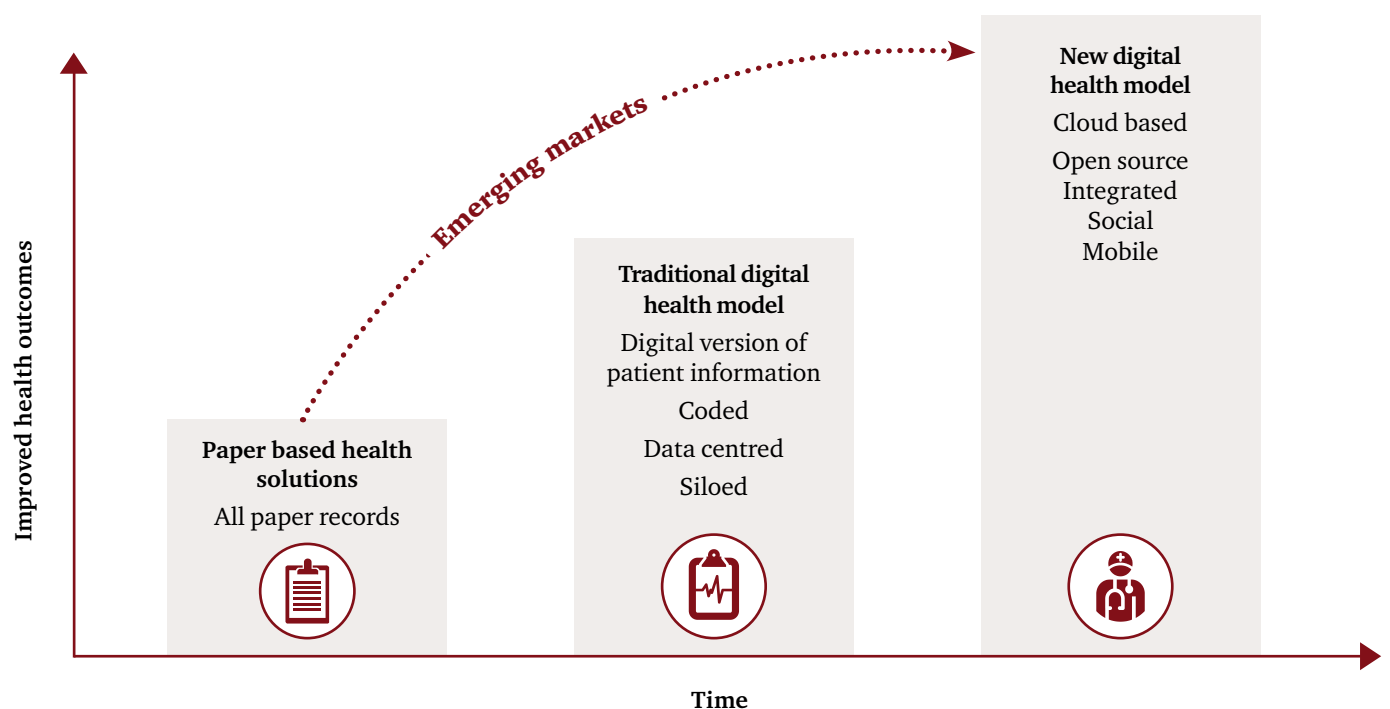 Improved health outcomes
Emerging markets
Paper based health
solutions
All paper records
Traditional digital
health model
Digital version of
patient information
Coded
Data centred
Siloed
New digital
health model
Cloud based
Open source
Integrated
Social
Mobile
Time